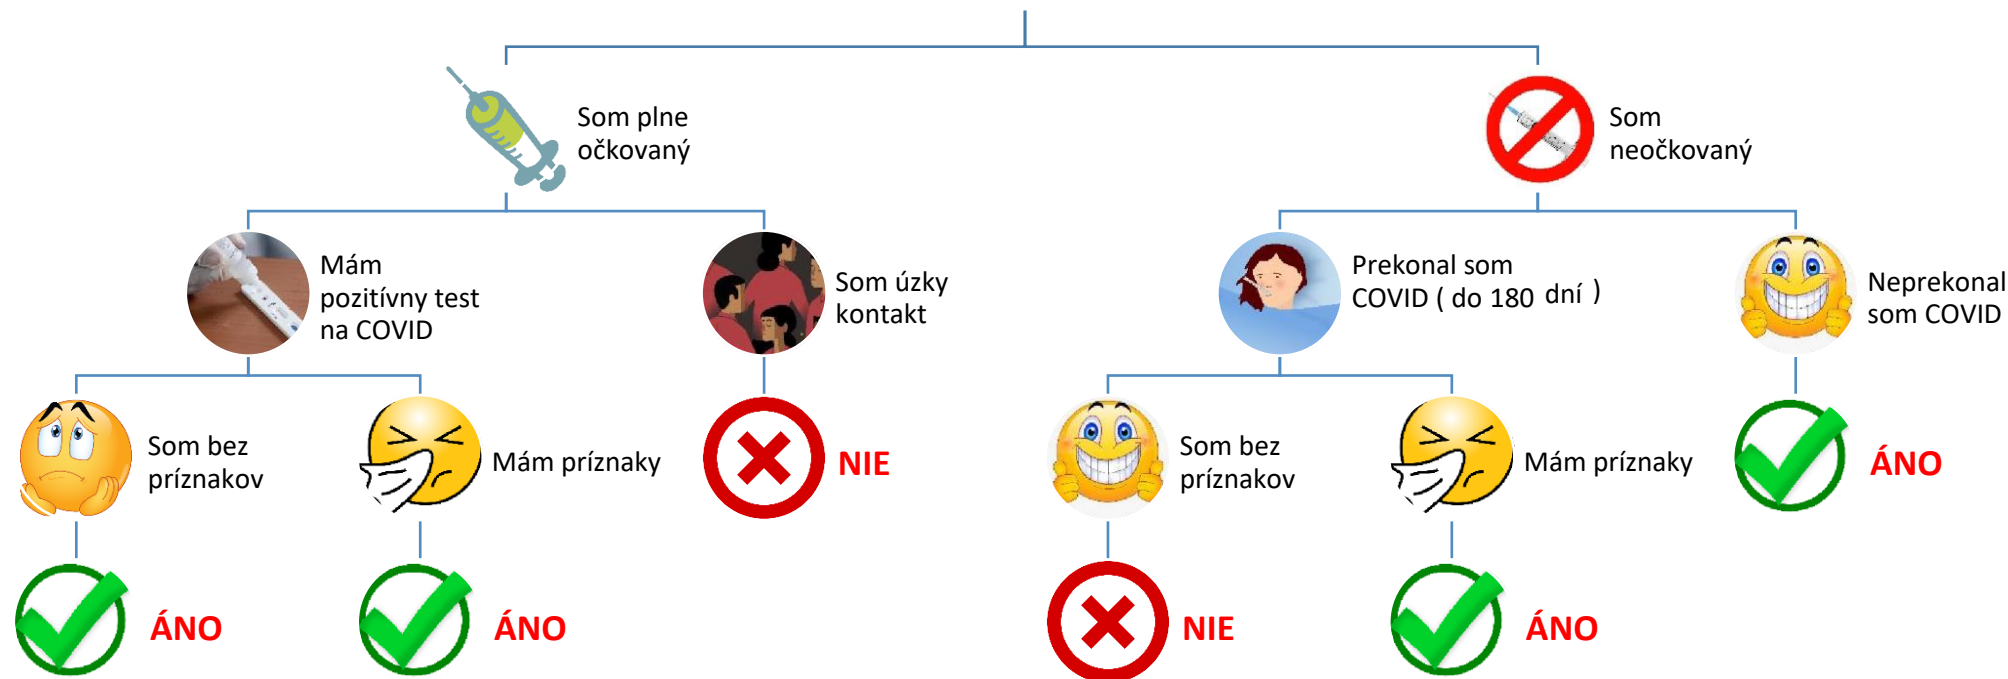 Som plne
očkovaný
Som
neočkovaný
Mám
pozitívny test
na COVID
Som úzky
kontakt
Prekonal som
COVID ( do 180 dní )
Neprekonal
som COVID
Som bez
príznakov
Mám príznaky
NIE
Som bez
príznakov
Mám príznaky
ÁNO
ÁNO
ÁNO
NIE
ÁNO